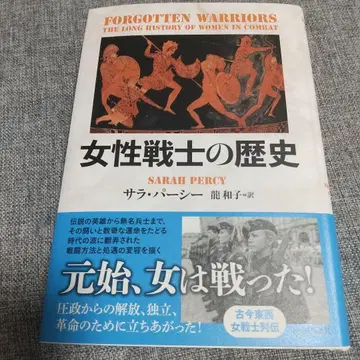 FORGOTTEN WARRIORS
THE LONG HISTORY OF WOMEN IN COMBAT
女性戦士の歴史
SARAH PERCY
サラ・パーシー 龍 和子=訳
伝説の英雄から無名兵士まで、
その闘いと数奇な運命をたどる
時代の波に翻弄された
戦闘方法と処遇の変容を描く
元始、女は戦った!
圧政からの解放、独立、
革命のために立ちあがった!
古今東西
女戦士列伝